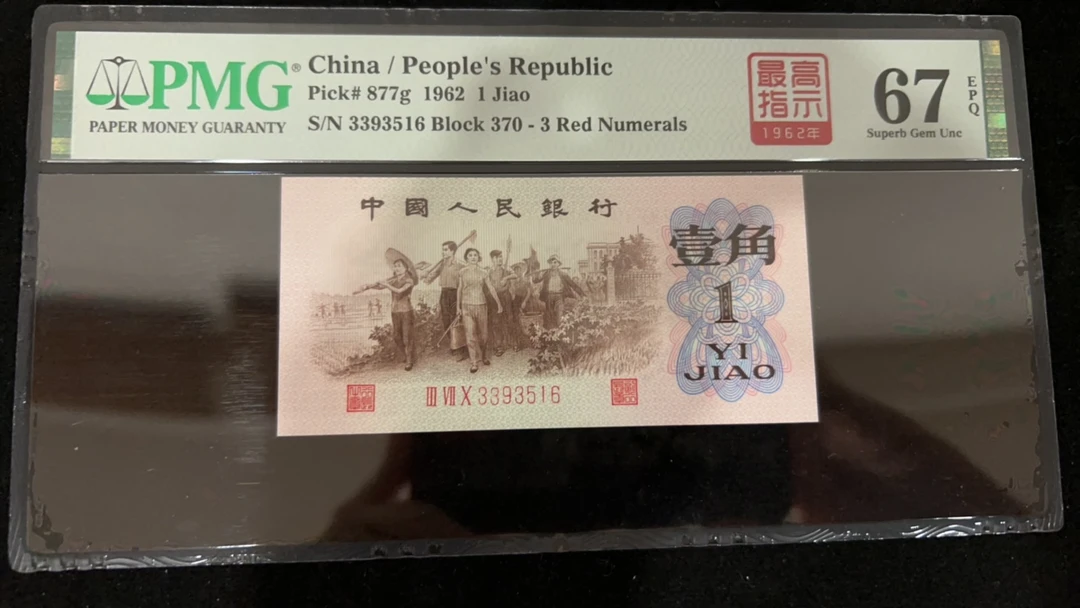 PMG®
PAPER MONEY GUARANTY
China / People's Republic
Pick# 877g 1962 1 Jiao
S/N 3393516 Block 370 - 3 Red Numerals
最高
指示
1962年
67
EPQ
Superb Gem Unc
中國人民銀行
壹角
1
YI
JIAO
III VII X 3393516